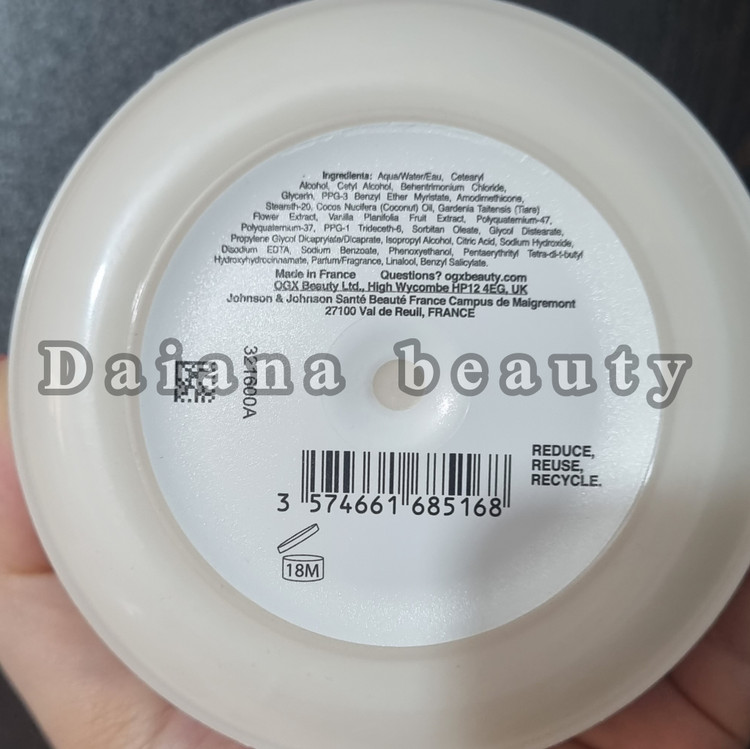 Ingredients: Aqua/Water/Eau, Cetearyl
Alcohol, Cetyl Alcohol, Behentrimonium Chloride,
Glycerin, PPG-3 Benzyl Ether Myristate, Amodimethicone,
Steareth-20, Cocos Nucifera (Coconut) Oil, Gardenia Taitensis (Tiara)
Flower Extract, Vanilla Planifolia Fruit Extract, Polyquaternium-47,
Polyquaternium-37, PPG-1 Trideceth-6, Sorbitan Oleate, Glycol Distearate,
Propylene Glycol Dicaprylate/Dicaprate, Isopropyl Alcohol, Citric Acid, Sodium Hydroxide,
Disodium EDTA, Sodium Benzoate, Phenoxyethanol, Pentaerythrityl Tetra-di-t-butyl
Hydroxyhydrocinnamate, Parfum/Fragrance, Linalool, Benzyl Salicylate.
Made in France Questions? ogxbeauty.com
OGX Beauty Ltd., High Wycombe HP12 4EG, UK
Johnson & Johnson Santé Beauté France Campus de Maigremont
27100 Val de Reuil, FRANCE
321600A
Daiana beauty
REDUCE,
REUSE,
RECYCLE.
3 574661 685168
18M